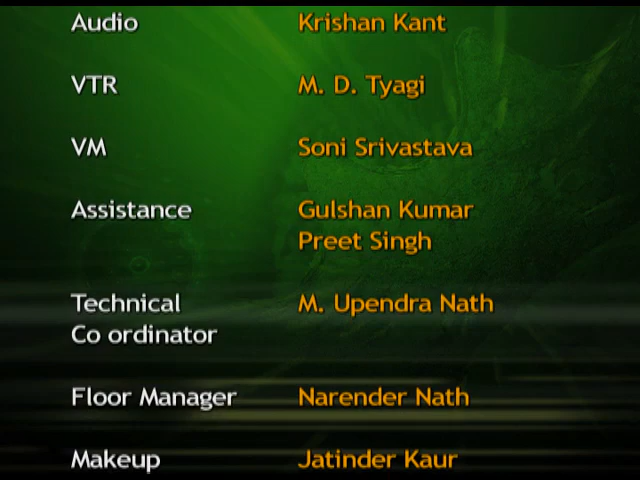 Audio Krishan Kant
VTR M. D. Tyagi
VM Soni Srivastava
Assistance Gulshan Kumar
Preet Singh
Technical M. Upendra Nath
Co ordinator
Floor Manager Narender Nath
Makeup Jatinder Kaur